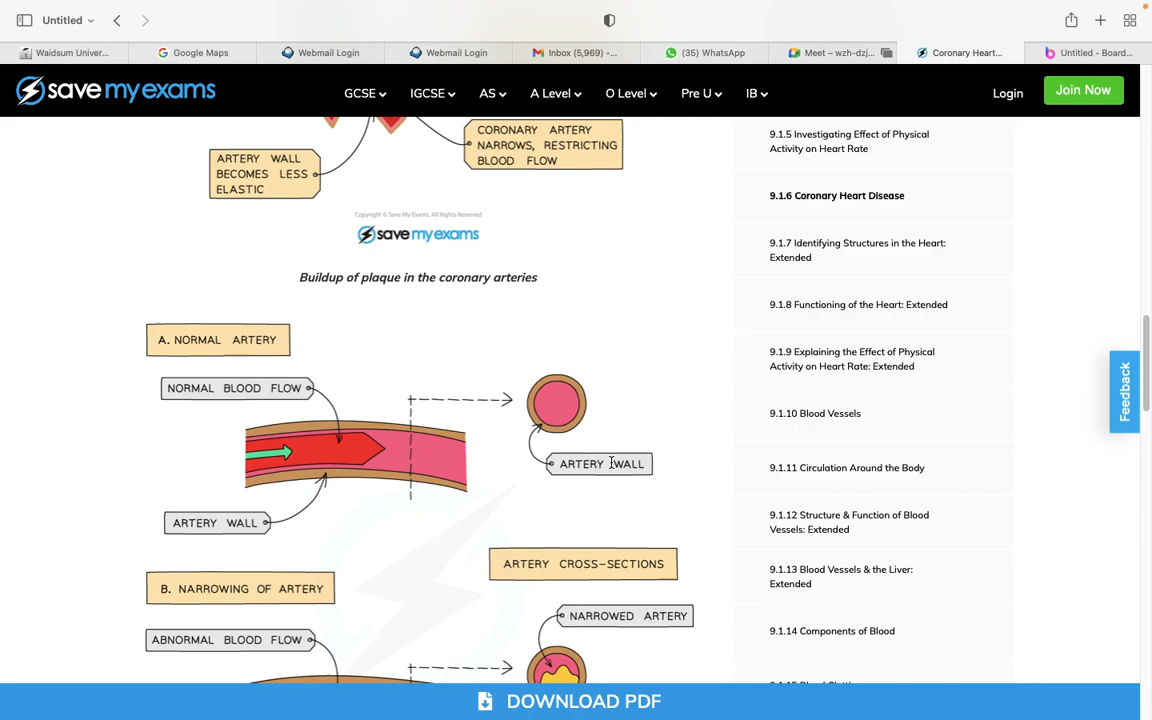 Untitled
Waidsum Univer...
Google Maps
Webmail Login
Webmail Login
Inbox (5,969) -...
(35) WhatsApp
Meet – wzh-dzj...
Coronary Heart...
Untitled - Board...
save my exams
GCSE
IGCSE
AS
A Level
O Level
Pre U
IB
Login
Join Now
CORONARY ARTERY
NARROWS, RESTRICTING
BLOOD FLOW
ARTERY WALL
BECOMES LESS
ELASTIC
Copyright © Save My Exams. All Rights Reserved
save my exams
Buildup of plaque in the coronary arteries
A. NORMAL ARTERY
NORMAL BLOOD FLOW
ARTERY WALL
ARTERY WALL
ARTERY CROSS-SECTIONS
B. NARROWING OF ARTERY
NARROWED ARTERY
ABNORMAL BLOOD FLOW
9.1.5 Investigating Effect of Physical
Activity on Heart Rate
9.1.6 Coronary Heart Disease
9.1.7 Identifying Structures in the Heart:
Extended
9.1.8 Functioning of the Heart: Extended
9.1.9 Explaining the Effect of Physical
Activity on Heart Rate: Extended
9.1.10 Blood Vessels
9.1.11 Circulation Around the Body
9.1.12 Structure & Function of Blood
Vessels: Extended
9.1.13 Blood Vessels & the Liver:
Extended
9.1.14 Components of Blood
Feedback
DOWNLOAD PDF